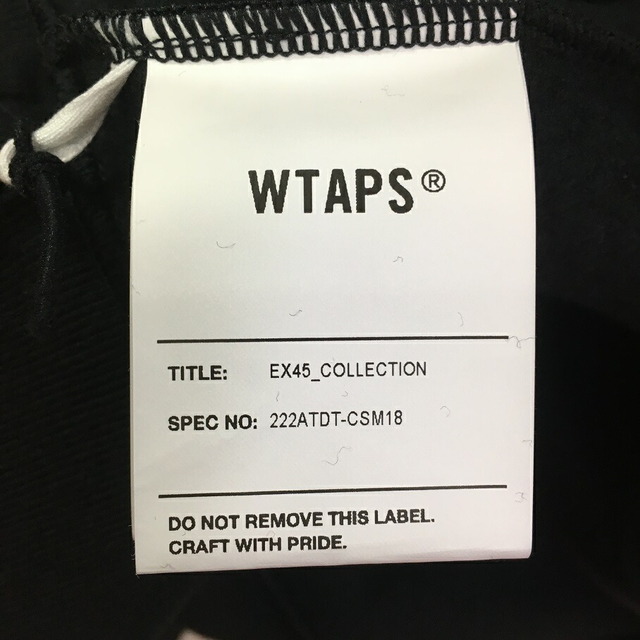 WTAPS®
TITLE: EX45_COLLECTION
SPEC NO: 222ATDT-CSM18
DO NOT REMOVE THIS LABEL.
CRAFT WITH PRIDE.